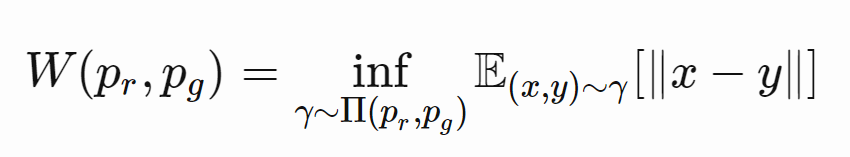 W(p_r, p_g) = inf_{γ∼Π(p_r, p_g)} 𝔼_{(x,y)∼γ}[‖x − y‖]